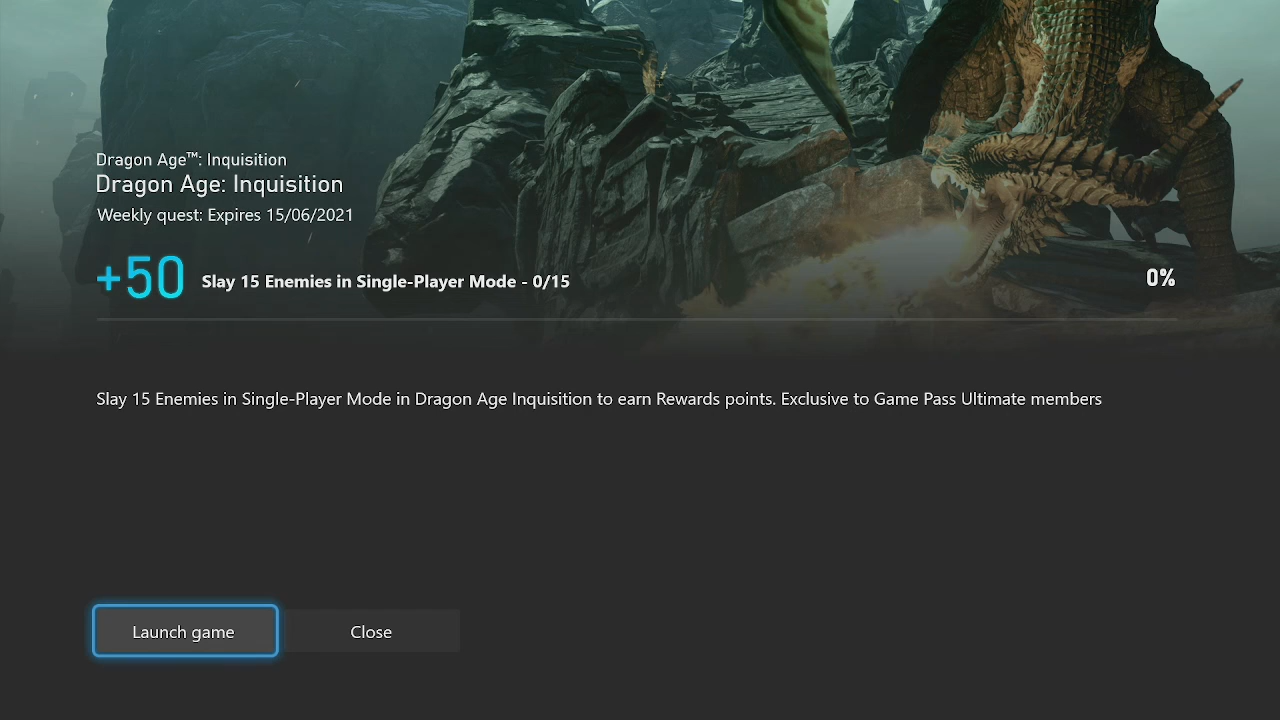 Dragon Age™: Inquisition
Dragon Age: Inquisition
Weekly quest: Expires 15/06/2021
+50 Slay 15 Enemies in Single-Player Mode - 0/15 0%
Slay 15 Enemies in Single-Player Mode in Dragon Age Inquisition to earn Rewards points. Exclusive to Game Pass Ultimate members
Launch game Close